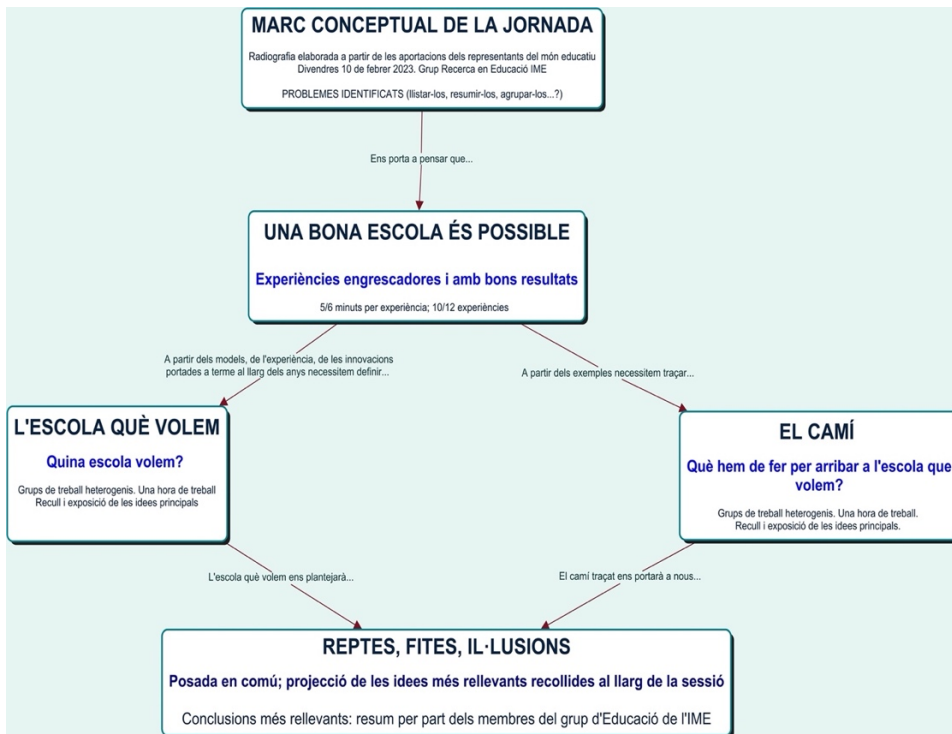 MARC CONCEPTUAL DE LA JORNADA
Radiografia elaborada a partir de les aportacions dels representants del món educatiu
Divendres 10 de febrer 2023. Grup Recerca en Educació IME
PROBLEMES IDENTIFICATS (llistar-los, resumir-los, agrupar-los...?)
Ens porta a pensar que...
UNA BONA ESCOLA ÉS POSSIBLE
Experiències engrescadores i amb bons resultats
5/6 minuts per experiència; 10/12 experiències
A partir dels models, de l'experiència, de les innovacions
portades a terme al llarg dels anys necessitem definir...
A partir dels exemples necessitem traçar...
L'ESCOLA QUÈ VOLEM
Quina escola volem?
Grups de treball heterogenis. Una hora de treball
Recull i exposició de les idees principals
EL CAMÍ
Què hem de fer per arribar a l'escola que
volem?
Grups de treball heterogenis. Una hora de treball.
Recull i exposició de les idees principals.
L'escola què volem ens plantejarà...
El camí traçat ens portarà a nous...
REPTES, FITES, IL·LUSIONS
Posada en comú; projecció de les idees més rellevants recollides al llarg de la sessió
Conclusions més rellevants: resum per part dels membres del grup d'Educació de l'IME